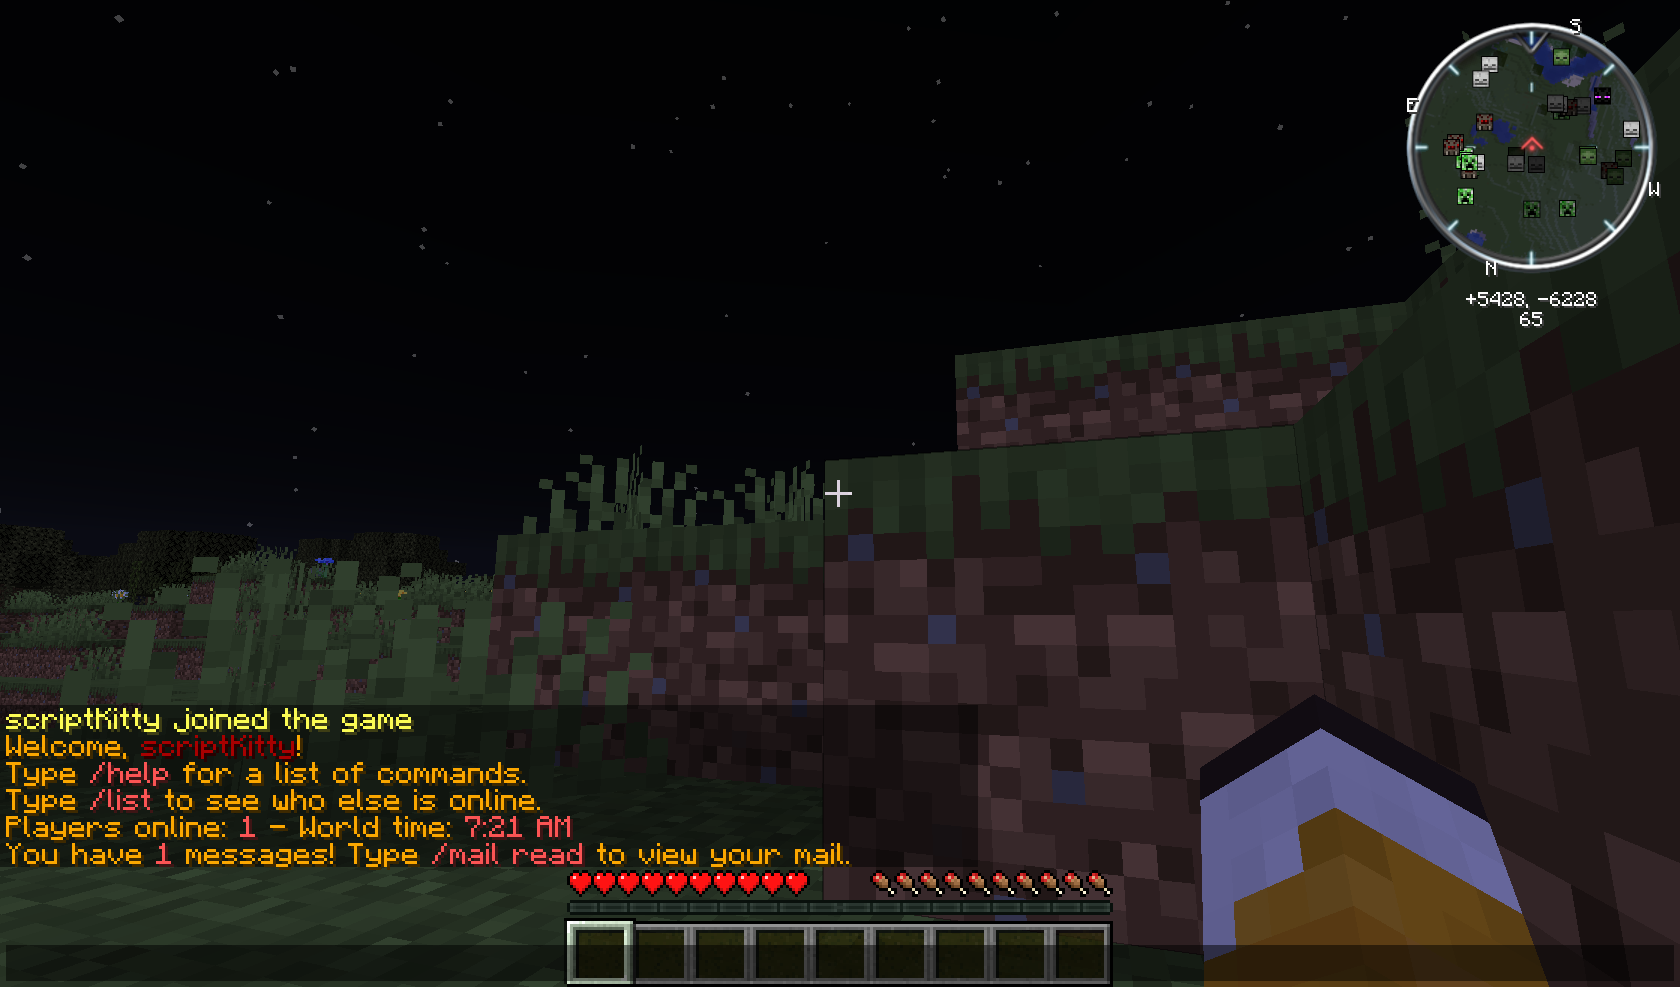 S
E
W
N
+5428, -6228
65
scriptKitty joined the game
Welcome, scriptKitty!
Type /help for a list of commands.
Type /list to see who else is online.
Players online: 1 - World time: 7:21 AM
You have 1 messages! Type /mail read to view your mail.